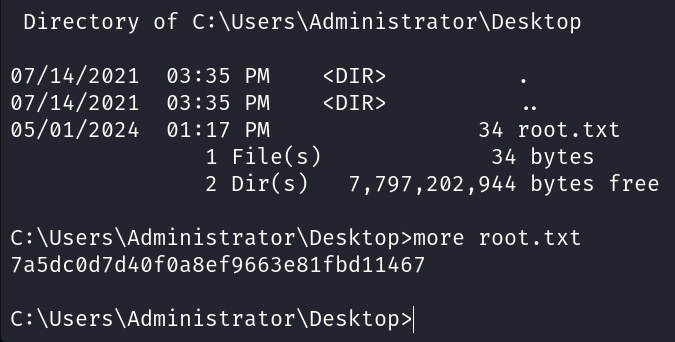 Directory of C:\Users\Administrator\Desktop
07/14/2021  03:35 PM    <DIR>          .
07/14/2021  03:35 PM    <DIR>          ..
05/01/2024  01:17 PM                34 root.txt
               1 File(s)             34 bytes
               2 Dir(s)   7,797,202,944 bytes free
C:\Users\Administrator\Desktop>more root.txt
7a5dc0d7d40f0a8ef9663e81fbd11467
C:\Users\Administrator\Desktop>